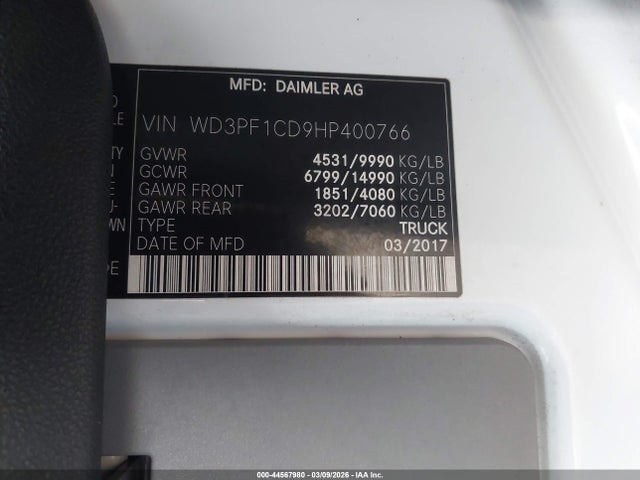 MFD: DAIMLER AG
VIN WD3PF1CD9HP400766
GVWR 4531/9990 KG/LB
GCWR 6799/14990 KG/LB
GAWR FRONT 1851/4080 KG/LB
GAWR REAR 3202/7060 KG/LB
TYPE TRUCK
DATE OF MFD 03/2017
000-44567980 - 03/09/2026 - IAA Inc.